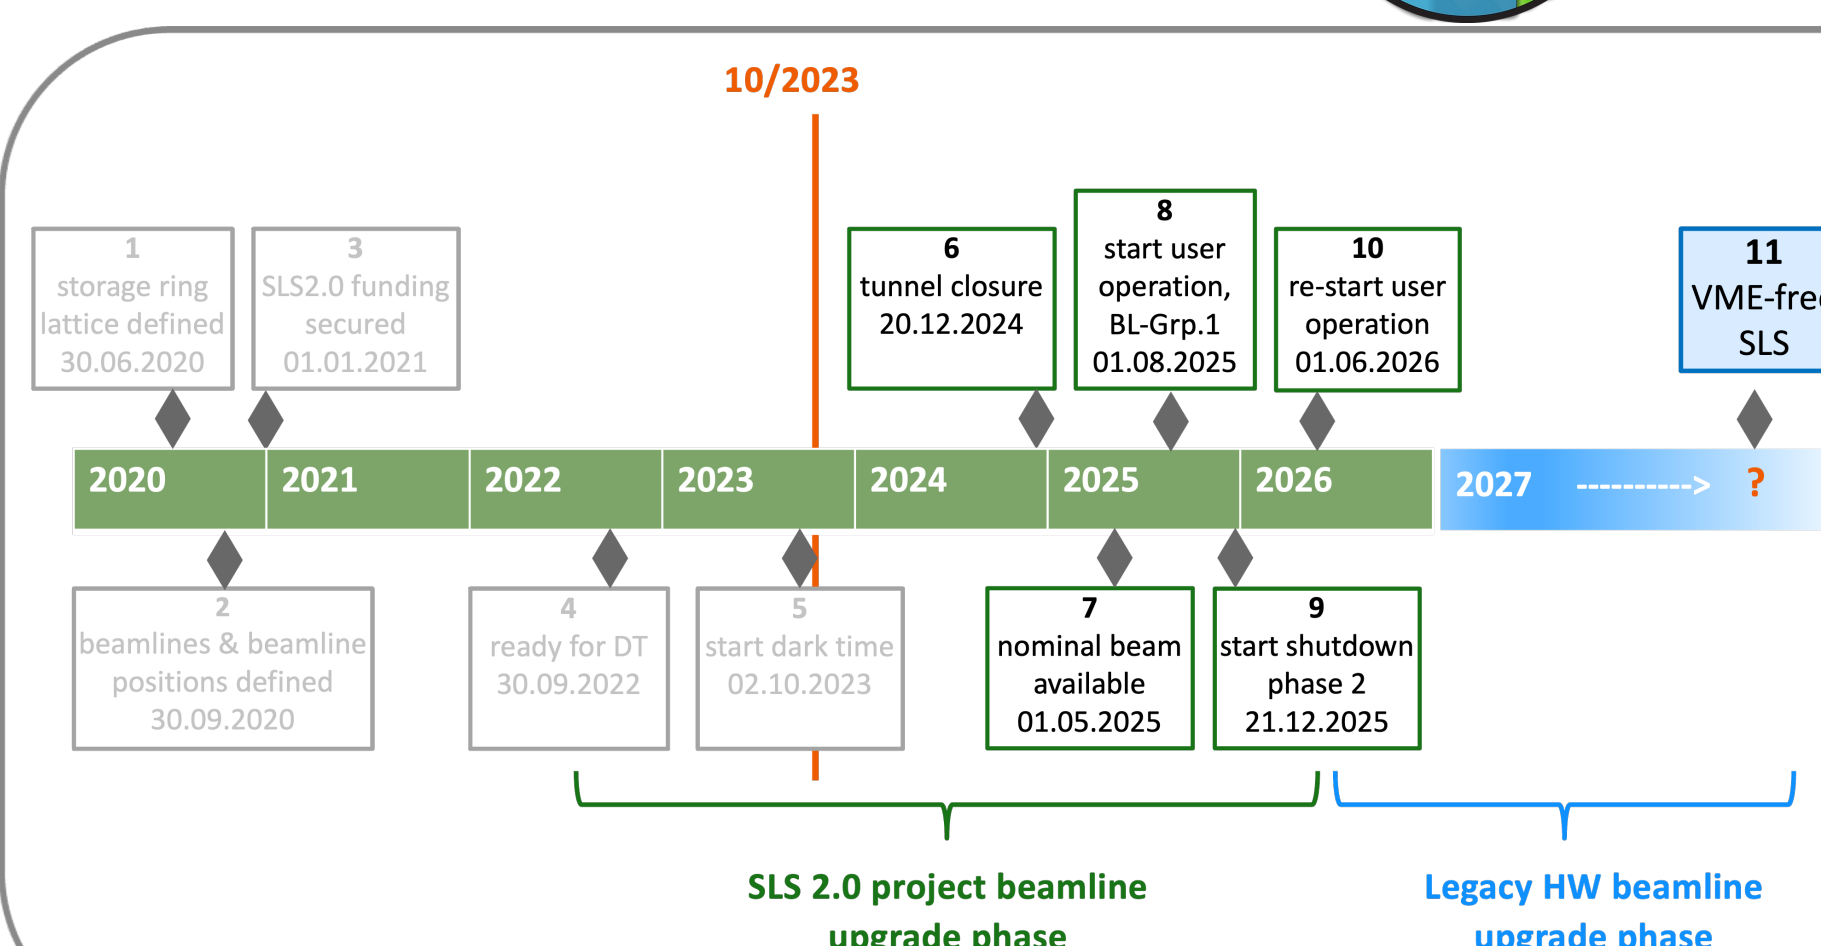 10/2023
1
storage ring
lattice defined
30.06.2020
3
SLS2.0 funding
secured
01.01.2021
6
tunnel closure
20.12.2024
8
start user
operation,
BL-Grp.1
01.08.2025
10
re-start user
operation
01.06.2026
11
VME-free
SLS
2020
2021
2022
2023
2024
2025
2026
2027 ----------> ?
2
beamlines & beamline
positions defined
30.09.2020
4
ready for DT
30.09.2022
5
start dark time
02.10.2023
7
nominal beam
available
01.05.2025
9
start shutdown
phase 2
21.12.2025
SLS 2.0 project beamline
upgrade phase
Legacy HW beamline
upgrade phase